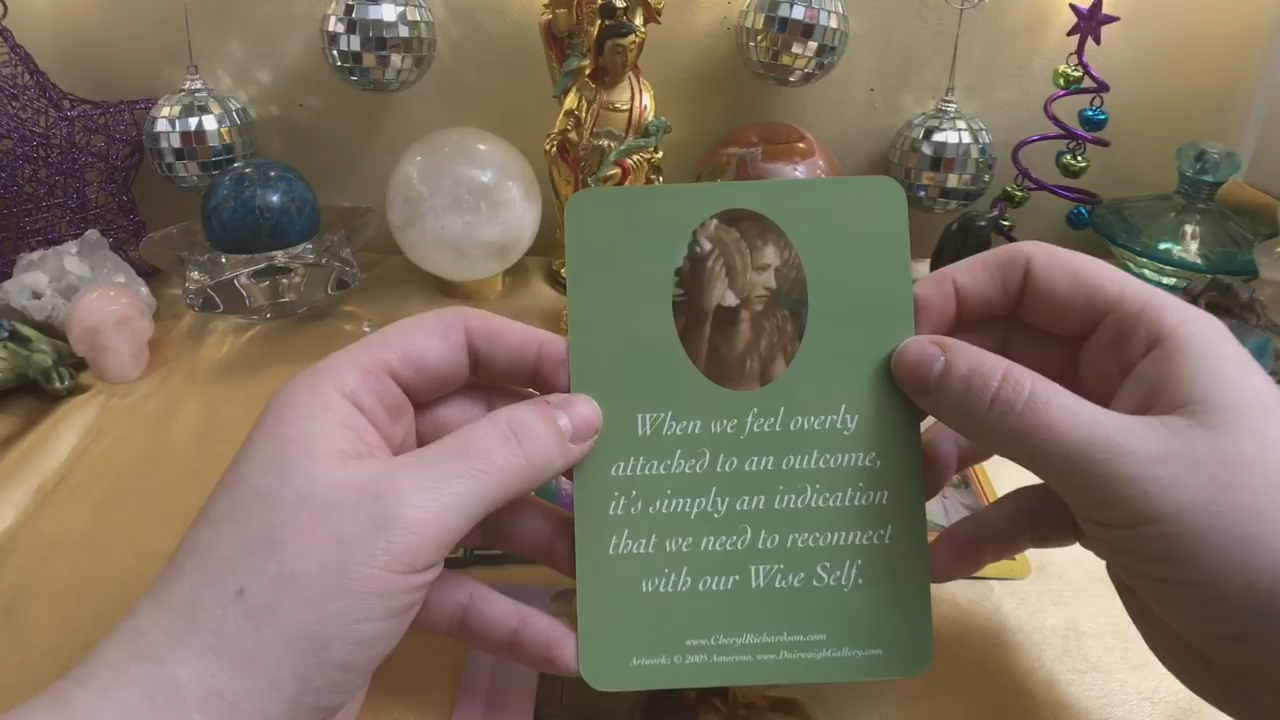 When we feel overly
attached to an outcome,
it's simply an indication
that we need to reconnect
with our Wise Self.
www.CherylRichardson.com
Artwork: © 2005 Amoreno, www.DuirwaighGallery.com